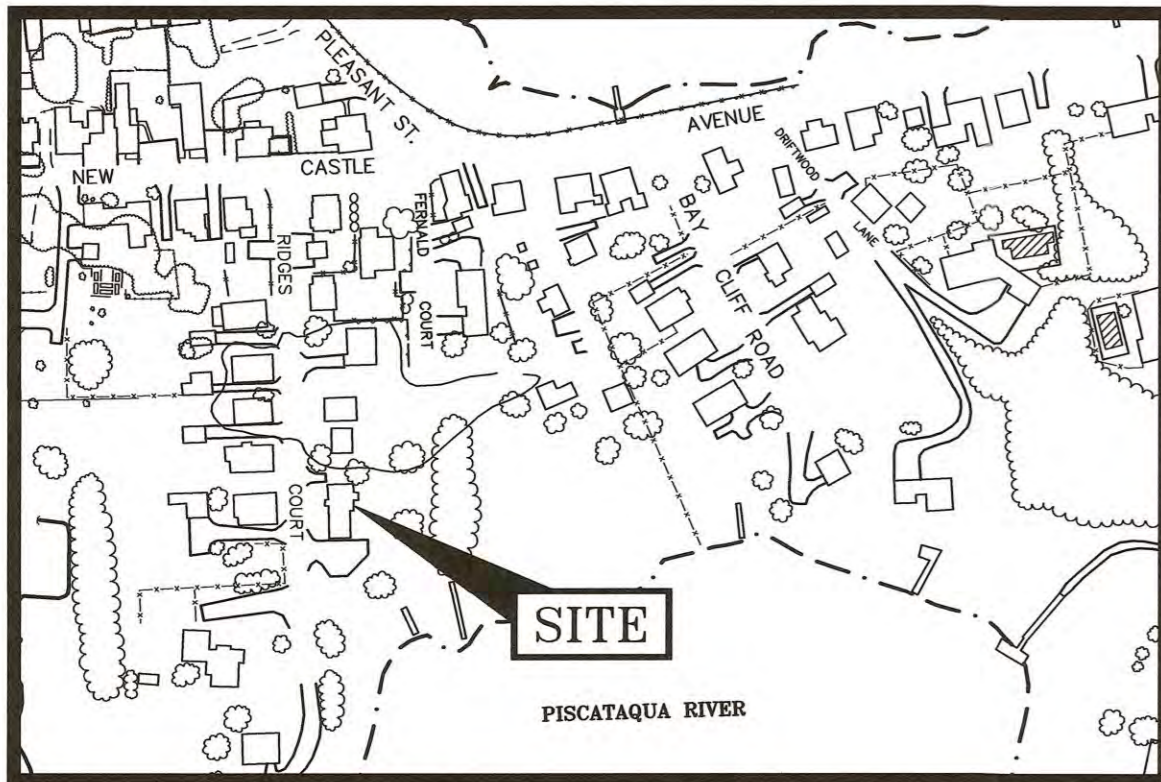 PLEASANT ST.
AVENUE
NEW CASTLE
DRIFTWOOD LANE
RIDGES COURT
FERNALD COURT
BAY CLIFF ROAD
SITE
PISCATAQUA RIVER